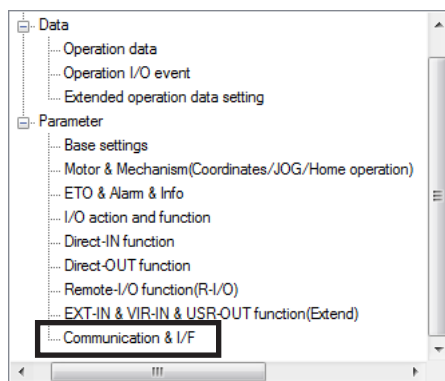 Data
Operation data
Operation I/O event
Extended operation data setting
Parameter
Base settings
Motor & Mechanism(Coordinates/JOG/Home operation)
ETO & Alarm & Info
I/O action and function
Direct-IN function
Direct-OUT function
Remote-I/O function(R-I/O)
EXT-IN & VIR-IN & USR-OUT function(Extend)
Communication & I/F